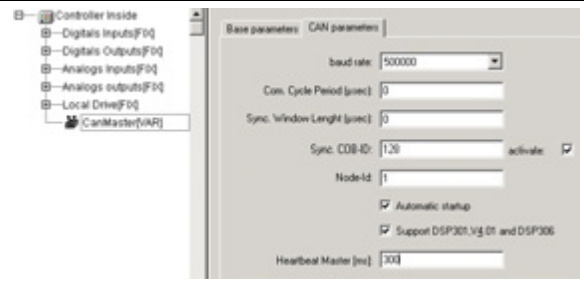 Controller Inside
Digitals Inputs[FIX]
Digitals Outputs[FIX]
Analogs Inputs[FIX]
Analogs outputs[FIX]
Local Drive[FIX]
CanMaster[VAR]
Base parameters CAN parameters
baud rate: 500000
Com. Cycle Period (µsec): 0
Sync. Window Lenght (µsec): 0
Sync. COB-ID: 128 activate:
Node-Id: 1
Automatic startup
Support DSP301,V4.01 and DSP306
Heartbeat Master [ms]: 300